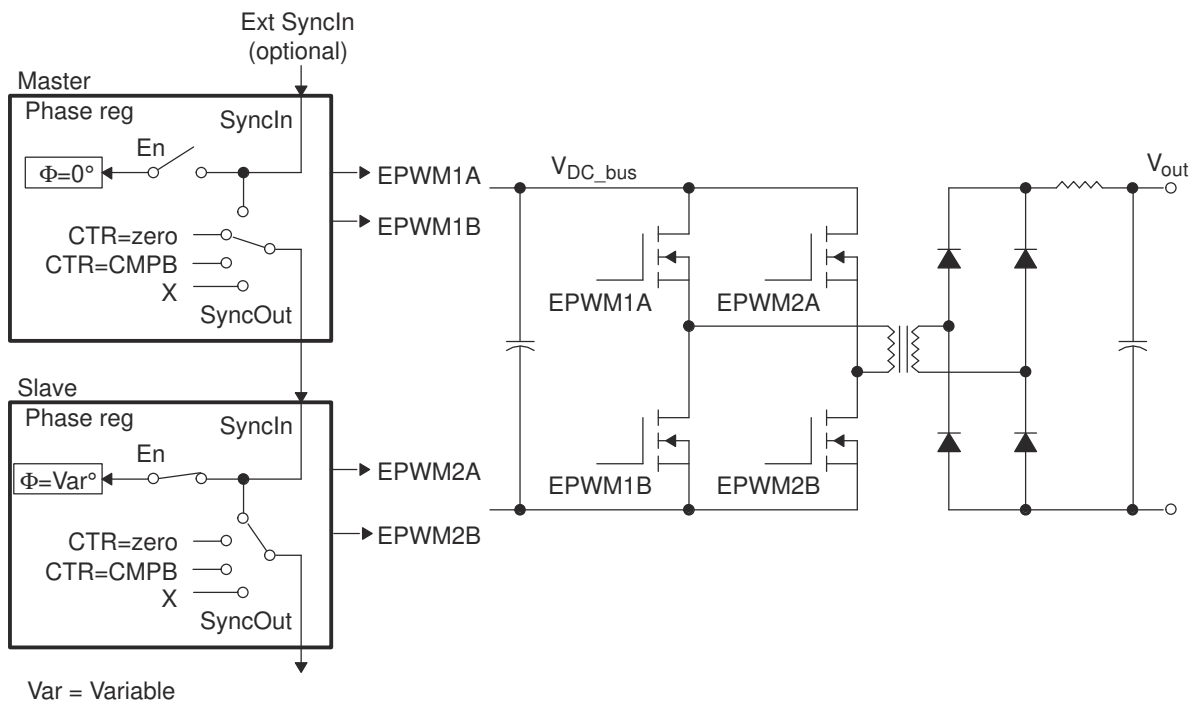 Ext SyncIn
(optional)
Master
Phase reg
SyncIn
En
Φ=0°
EPWM1A
EPWM1B
CTR=zero
CTR=CMPB
X
SyncOut
Slave
Phase reg
SyncIn
En
Φ=Var°
EPWM2A
EPWM2B
CTR=zero
CTR=CMPB
X
SyncOut
Var = Variable
V_DC_bus
V_out
EPWM1A
EPWM2A
EPWM1B
EPWM2B